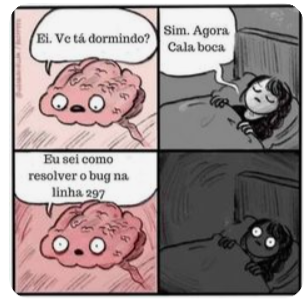 Ei. Vc tá dormindo?
Sim. Agora
Cala boca
Eu sei como
resolver o bug na
linha 297